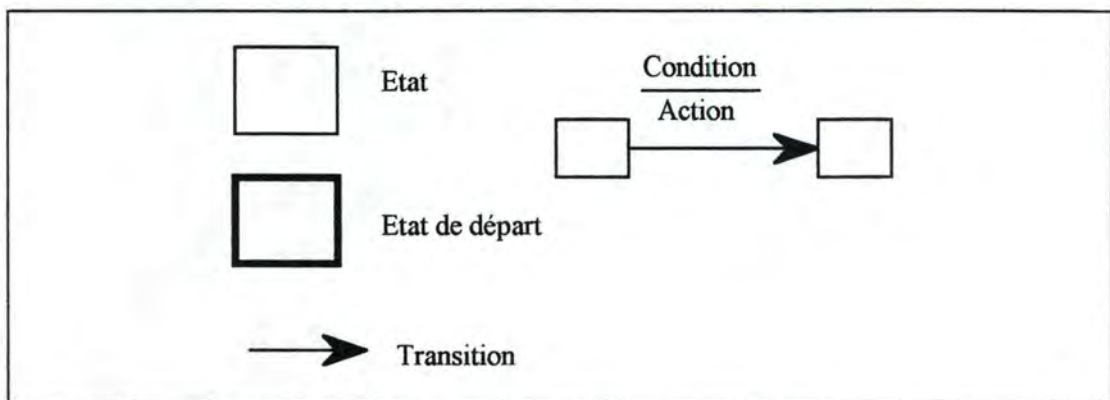 Etat
Condition
Action
Etat de départ
Transition